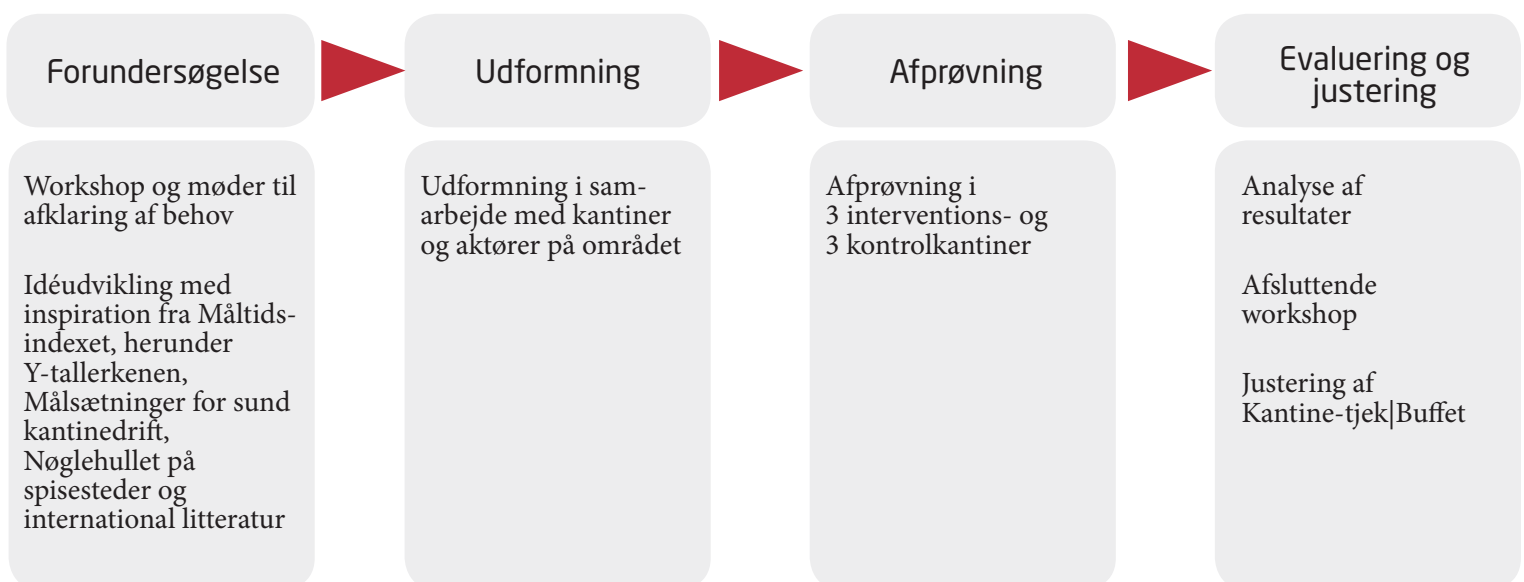 Forundersøgelse
Udformning
Afprøvning
Evaluering og
justering
Workshop og møder til
afklaring af behov
Idéudvikling med
inspiration fra Måltids-
indexet, herunder
Y-tallerkenen,
Målsætninger for sund
kantinedrift,
Nøglehullet på
spisesteder og
international litteratur
Udformning i sam-
arbejde med kantiner
og aktører på området
Afprøvning i
3 interventions- og
3 kontrolkantiner
Analyse af
resultater
Afsluttende
workshop
Justering af
Kantine-tjek|Buffet